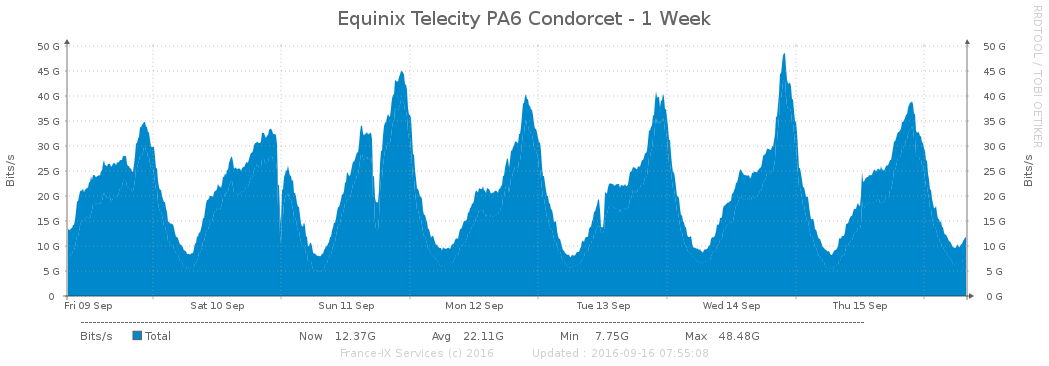 Equinix Telecity PA6 Condorcet - 1 Week
RRDTOOL / TOBI OETIKER
Bits/s
50 G 50 G
45 G 45 G
40 G 40 G
35 G 35 G
30 G 30 G
25 G 25 G
20 G 20 G
15 G 15 G
10 G 10 G
5 G 5 G
0 0 G
Bits/s
Fri 09 Sep Sat 10 Sep Sun 11 Sep Mon 12 Sep Tue 13 Sep Wed 14 Sep Thu 15 Sep
Bits/s Total Now 12.37G Avg 22.11G Min 7.75G Max 48.48G
France-IX Services (c) 2016 Updated : 2016-09-16 07:55:08